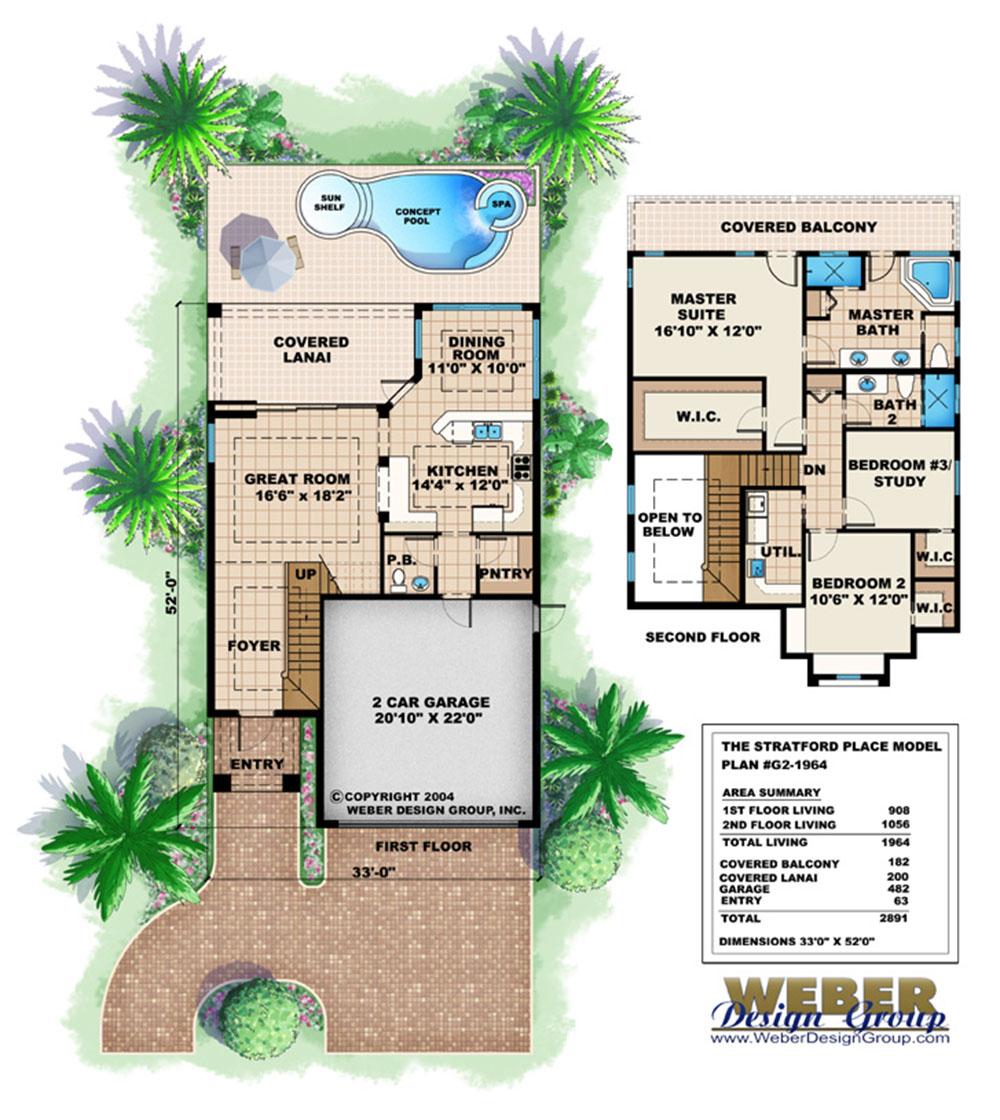 SUN
SHELF
CONCEPT
POOL
SPA
COVERED
LANAI
DINING
ROOM
11'0" X 10'0"
GREAT ROOM
16'6" X 18'2"
KITCHEN
14'4" X 12'0"
P.B.
PNTRY
UP
FOYER
52'-0"
2 CAR GARAGE
20'10" X 22'0"
ENTRY
©COPYRIGHT 2004
WEBER DESIGN GROUP, INC.
FIRST FLOOR
33'-0"
COVERED BALCONY
MASTER
SUITE
16'10" X 12'0"
MASTER
BATH
W.I.C.
BATH
2
DN
BEDROOM #3/
STUDY
OPEN TO
BELOW
UTIL.
W.I.C.
BEDROOM 2
10'6" X 12'0"
W.I.C.
SECOND FLOOR
THE STRATFORD PLACE MODEL
PLAN #G2-1964
AREA SUMMARY
1ST FLOOR LIVING 908
2ND FLOOR LIVING 1056
TOTAL LIVING 1964
COVERED BALCONY 182
COVERED LANAI 200
GARAGE 482
ENTRY 63
TOTAL 2891
DIMENSIONS 33'0" X 52'0"
WEBER
Design Group
www.WeberDesignGroup.com